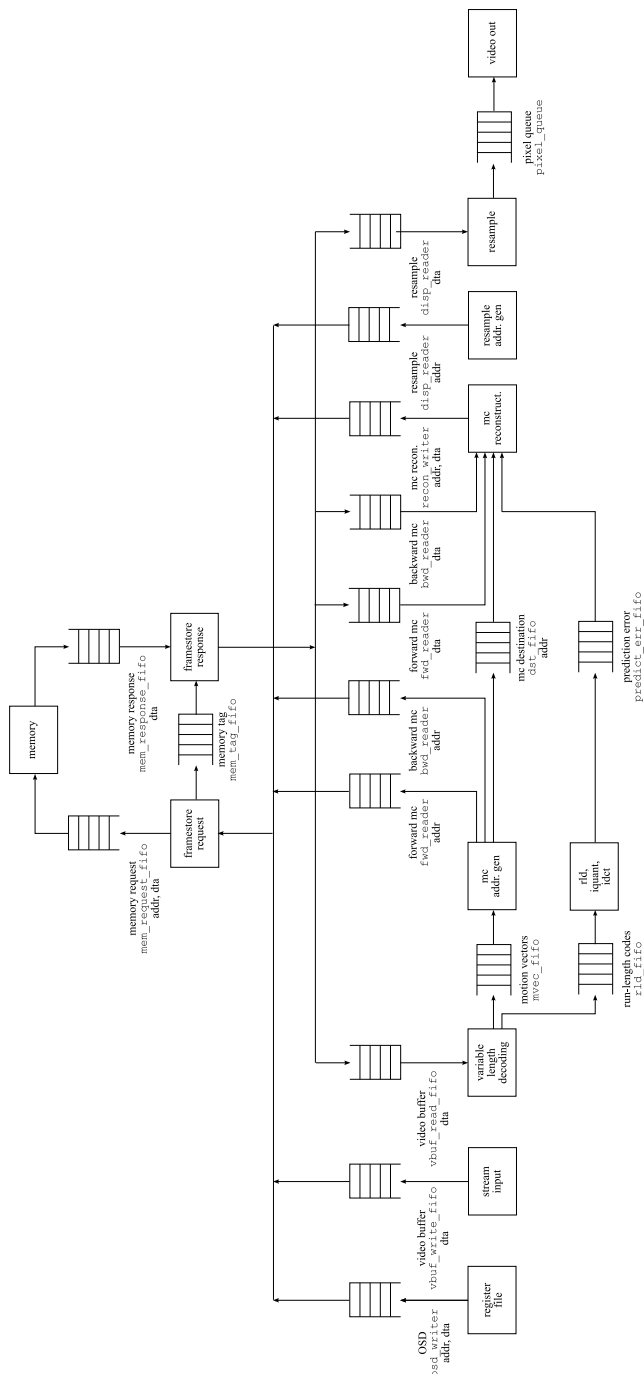 memory
memory request
mem_request_fifo
addr, dta
memory response
mem_response_fifo
dta
framestore
request
memory tag
mem_tag_fifo
framestore
response
OSD
osd_writer
addr, dta
video buffer
vbuf_write_fifo
dta
video buffer
vbuf_read_fifo
dta
forward mc
fwd_reader
addr
backward mc
bwd_reader
addr
forward mc
fwd_reader
dta
backward mc
bwd_reader
dta
mc recon.
recon_writer
addr, dta
resample
disp_reader
addr
resample
disp_reader
dta
register
file
stream
input
variable
length
decoding
motion vectors
mvec_fifo
mc
addr. gen
mc destination
dst_fifo
addr
mc
reconstruct.
resample
addr. gen
resample
pixel queue
pixel_queue
video out
run-length codes
rld_fifo
rld,
iquant,
idct
prediction error
predict_err_fifo